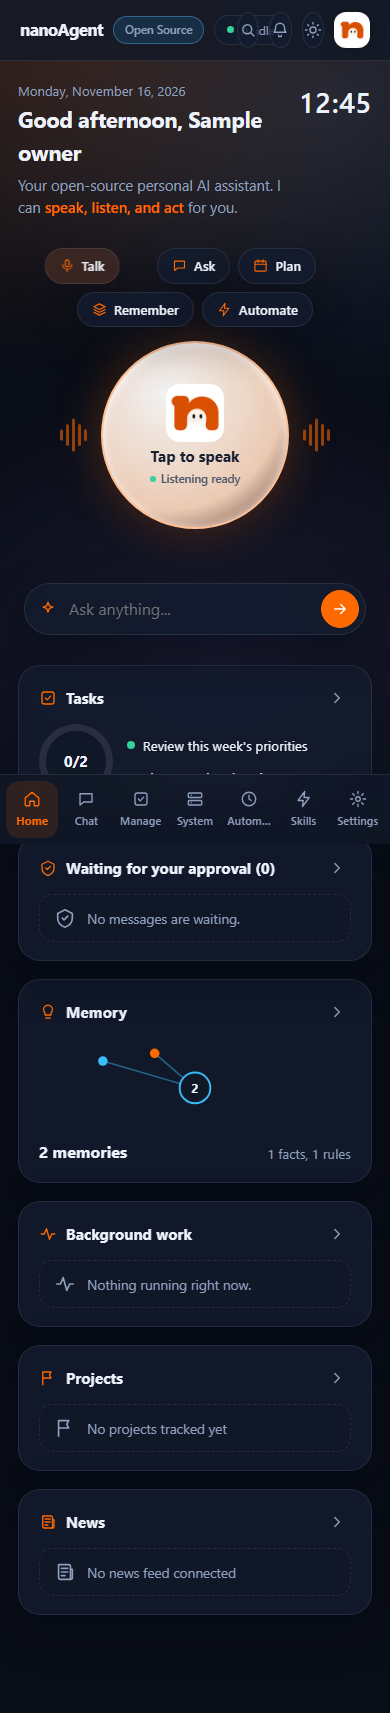 nanoAgent
Open Source
Monday, November 16, 2026
12:45
Good afternoon, Sample
owner
Your open-source personal AI assistant. I
can speak, listen, and act for you.
Talk
Ask
Plan
Remember
Automate
Tap to speak
Listening ready
Ask anything...
Tasks
0/2
Review this week's priorities
Home
Chat
Manage
System
Autom...
Skills
Settings
Waiting for your approval (0)
No messages are waiting.
Memory
2
2 memories
1 facts, 1 rules
Background work
Nothing running right now.
Projects
No projects tracked yet
News
No news feed connected